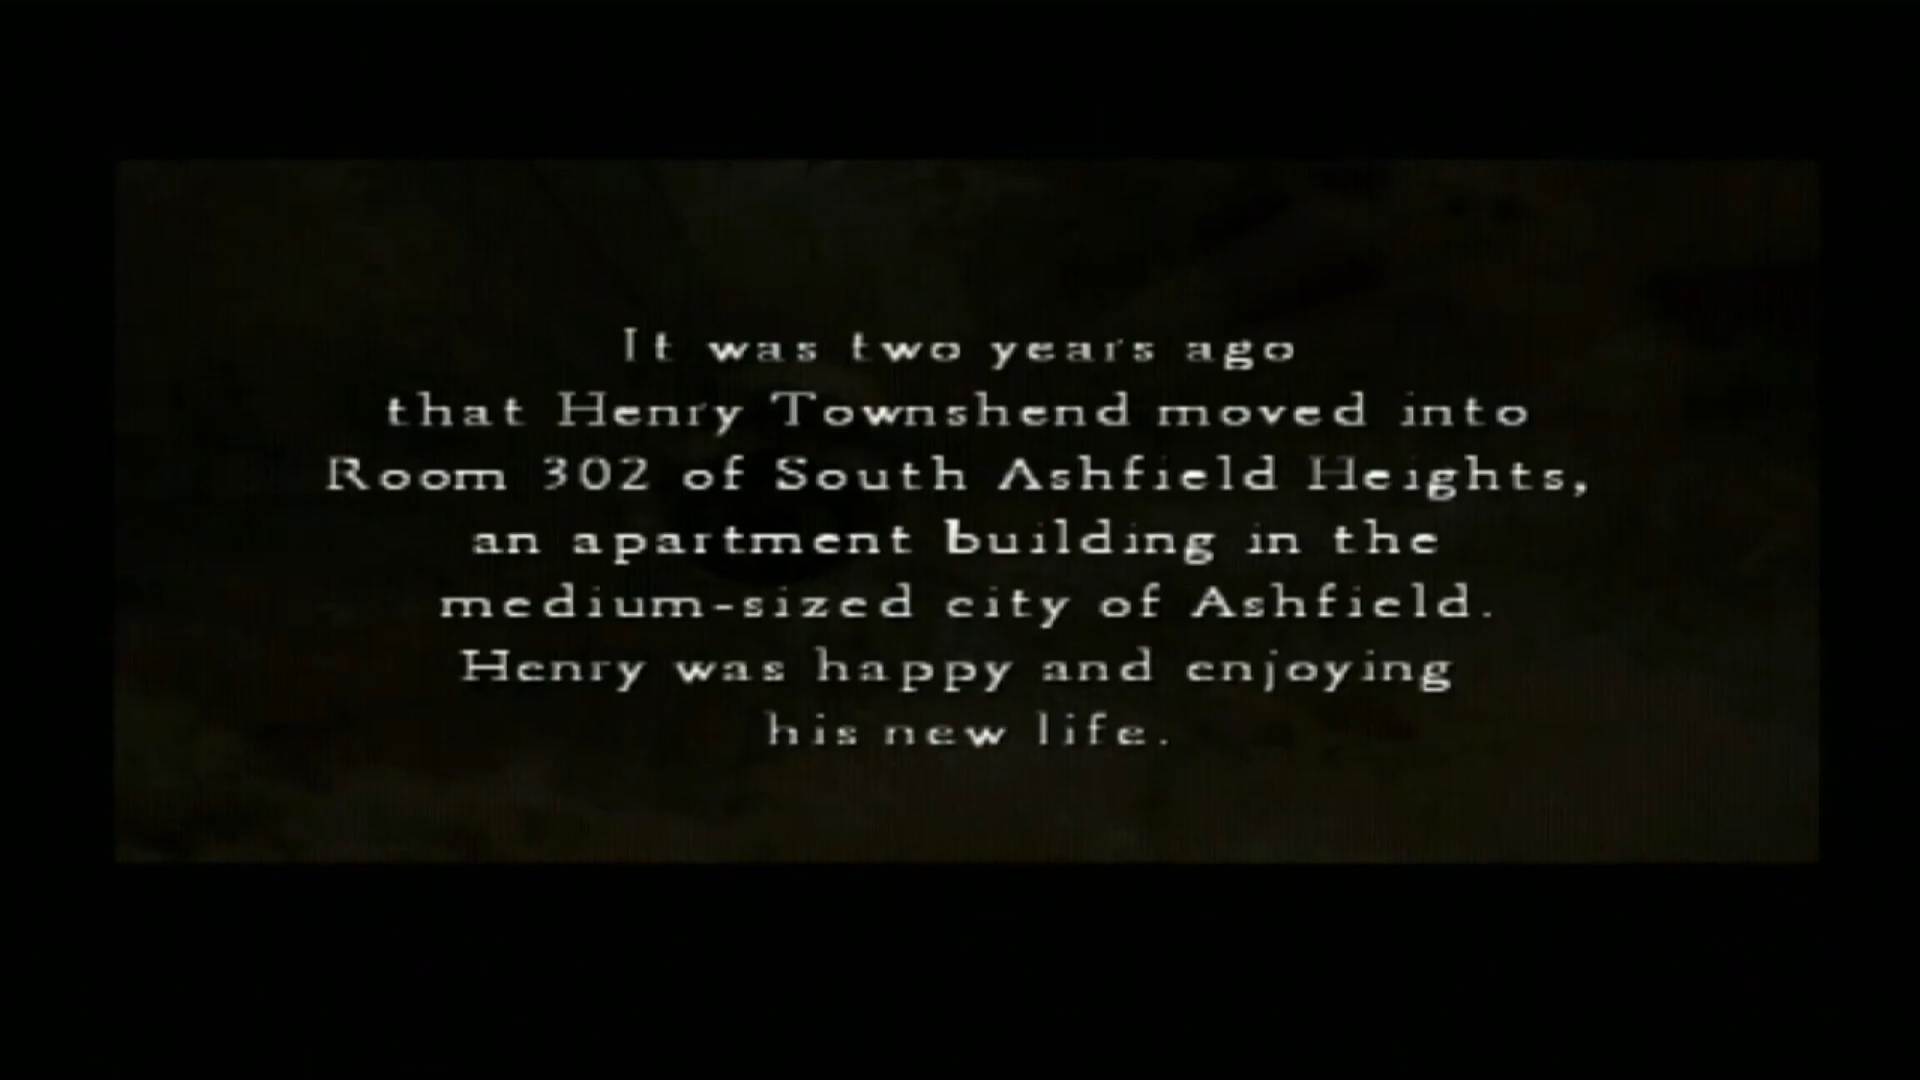 It was two years ago
that Henry Townshend moved into
Room 302 of South Ashfield Heights,
an apartment building in the
medium-sized city of Ashfield.
Henry was happy and enjoying
his new life.